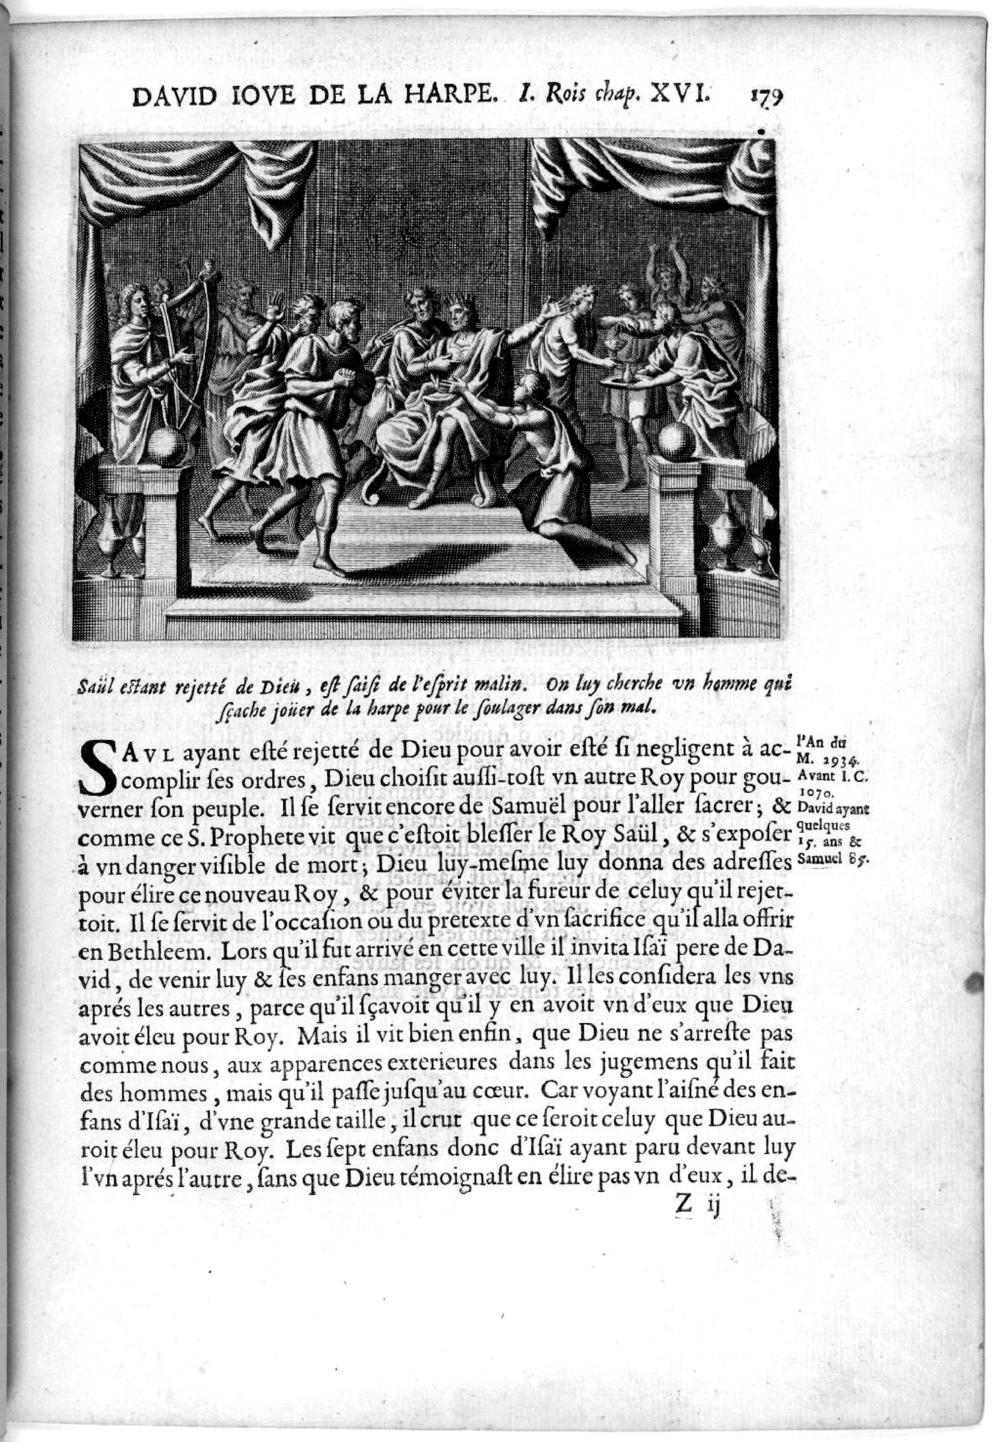 DAVID IOVE DE LA HARPE. I. Rois chap. XVI. 179
Saül estant rejetté de Dieu, est saisi de l'esprit malin. On luy cherche vn homme qui
sçache joüer de la harpe pour le soulager dans son mal.
SAVL ayant esté rejetté de Dieu pour avoir esté si negligent à ac-
complir ses ordres, Dieu choisit aussi-tost vn autre Roy pour gou-
verner son peuple. Il se servit encore de Samuël pour l'aller sacrer; &
comme ce S. Prophete vit que c'estoit blesser le Roy Saül, & s'exposer
à vn danger visible de mort; Dieu luy-mesme luy donna des adresses
pour élire ce nouveau Roy, & pour éviter la fureur de celuy qu'il rejet-
toit. Il se servit de l'occasion ou du pretexte d'vn sacrifice qu'il alla offrir
en Bethleem. Lors qu'il fut arrivé en cette ville il invita Isaï pere de Da-
vid, de venir luy & ses enfans manger avec luy. Il les considera les vns
aprés les autres, parce qu'il sçavoit qu'il y en avoit vn d'eux que Dieu
avoit éleu pour Roy. Mais il vit bien enfin, que Dieu ne s'arreste pas
comme nous, aux apparences exterieures dans les jugemens qu'il fait
des hommes, mais qu'il passe jusqu'au cœur. Car voyant l'aisné des en-
fans d'Isaï, d'vne grande taille, il crut que ce seroit celuy que Dieu au-
roit éleu pour Roy. Les sept enfans donc d'Isaï ayant paru devant luy
l'vn aprés l'autre, sans que Dieu témoignast en élire pas vn d'eux, il de-
Z ij
l'An du
M. 2934.
Avant I. C.
1070.
David ayant
quelques
15. ans &
Samuel 85.